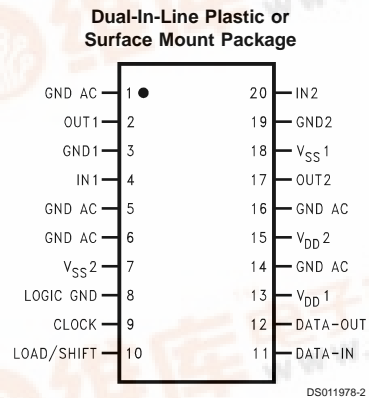 Dual-In-Line Plastic or
Surface Mount Package
GND AC 1 20 IN2
OUT1 2 19 GND2
GND1 3 18 VSS1
IN1 4 17 OUT2
GND AC 5 16 GND AC
GND AC 6 15 VDD2
VSS2 7 14 GND AC
LOGIC GND 8 13 VDD1
CLOCK 9 12 DATA-OUT
LOAD/SHIFT 10 11 DATA-IN
DS011978-2